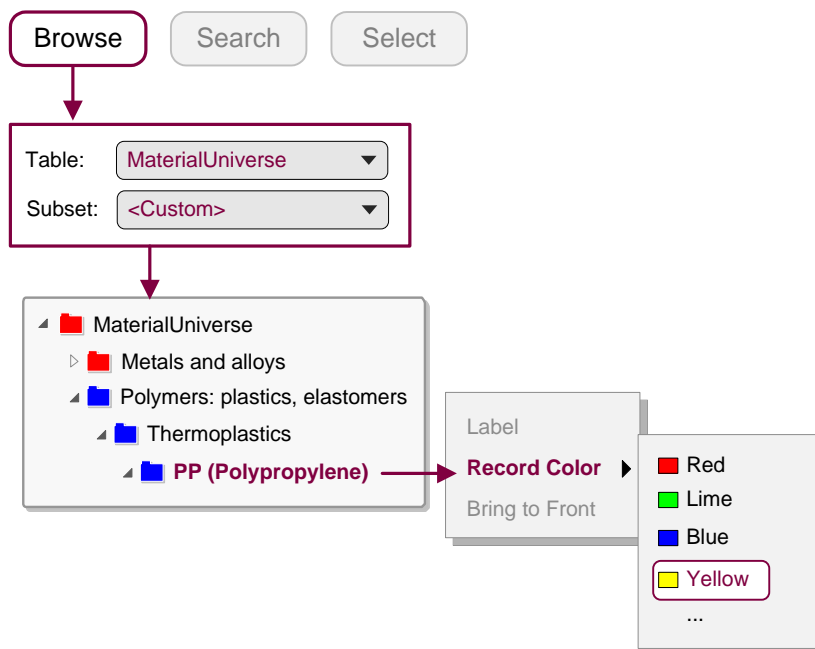 Browse Search Select
Table: MaterialUniverse
Subset: <Custom>
MaterialUniverse
Metals and alloys
Polymers: plastics, elastomers
Thermoplastics
PP (Polypropylene)
Label
Record Color
Bring to Front
Red
Lime
Blue
Yellow
...